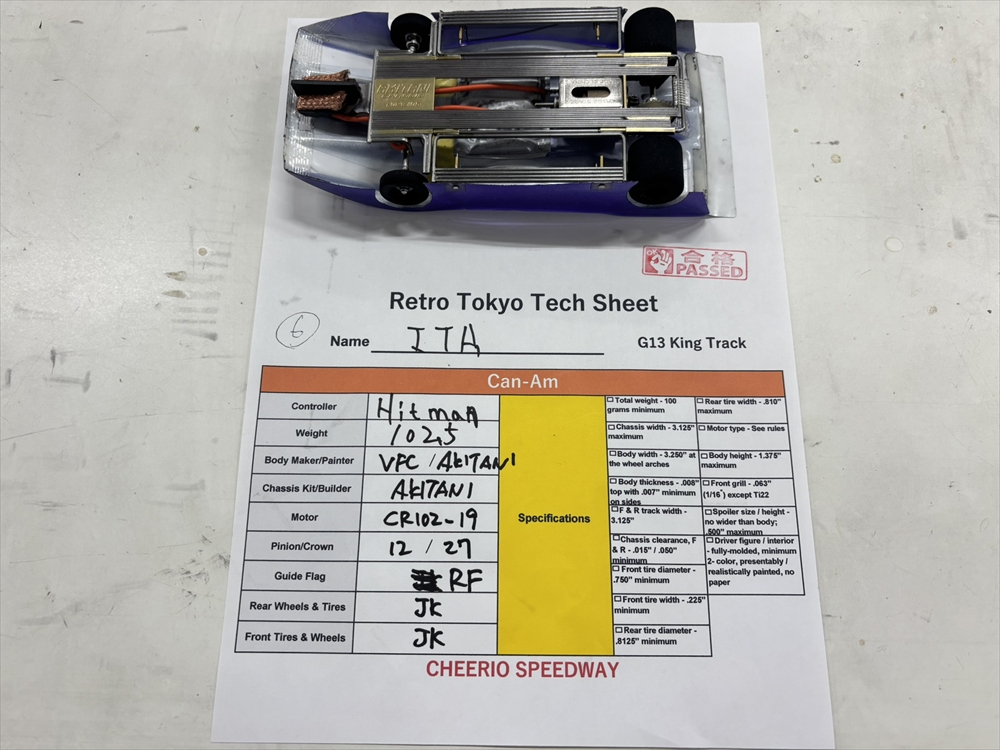 AKITANI
OK
合格
PASSED
Retro Tokyo Tech Sheet
6
Name ITA
G13 King Track
Can-Am
Controller Hitman
Weight 102,5
Body Maker/Painter VFC / AKITANI
Chassis Kit/Builder AKITANI
Motor CR102-19
Pinion/Crown 12 / 27
Guide Flag RF
Rear Wheels & Tires JK
Front Tires & Wheels JK
Specifications
☐ Total weight - 100
grams minimum
☐ Chassis width - 3.125"
maximum
☐ Body width - 3.250" at
the wheel arches
☐ Body thickness - .008"
top with .007" minimum
on sides
☐ F & R track width -
3.125"
☐ Chassis clearance, F
& R - .015" / .050"
minimum
☐ Front tire diameter -
.750" minimum
☐ Front tire width - .225"
minimum
☐ Rear tire diameter -
.8125" minimum
☐ Rear tire width - .810"
maximum
☐ Motor type - See rules
☐ Body height - 1.375"
maximum
☐ Front grill - .063"
(1/16") except Ti22
☐ Spoiler size / height -
no wider than body;
.500" maximum
☐ Driver figure / interior
- fully-molded, minimum
2- color, presentably /
realistically painted, no
paper
CHEERIO SPEEDWAY